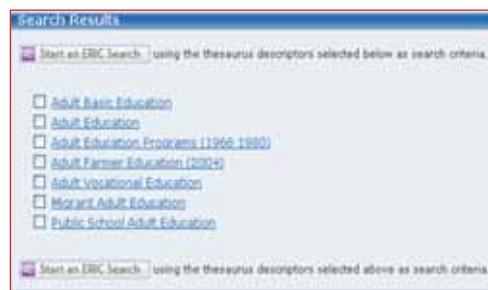 Search Results
Start an ERIC Search using the thesaurus descriptors selected below as search criteria.
Adult Basic Education
Adult Education
Adult Education Programs (1966 1980)
Adult Farmer Education (2004)
Adult Vocational Education
Migrant Adult Education
Public School Adult Education
Start an ERIC Search using the thesaurus descriptors selected above as search criteria.